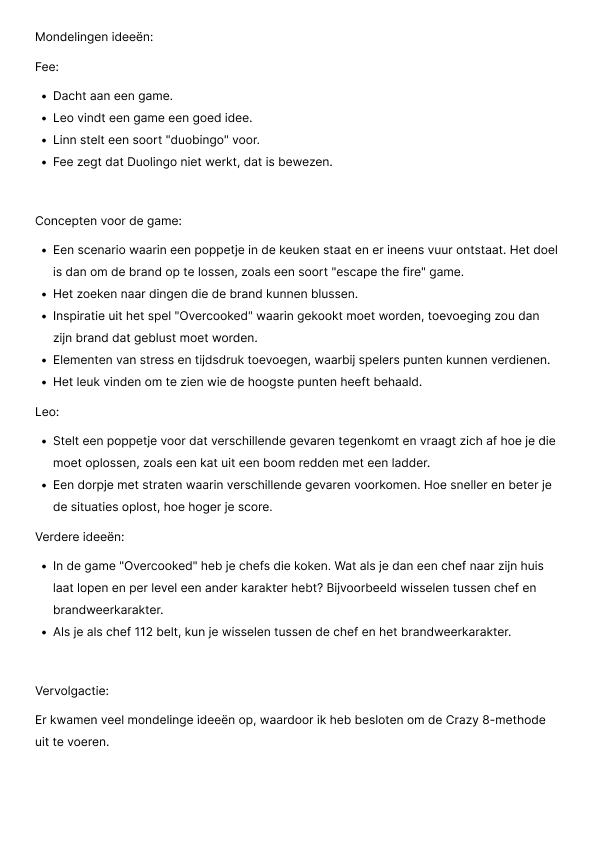 Mondelingen ideeën:
Fee:
• Dacht aan een game.
• Leo vindt een game een goed idee.
• Linn stelt een soort "duobingo" voor.
• Fee zegt dat Duolingo niet werkt, dat is bewezen.
Concepten voor de game:
• Een scenario waarin een poppetje in de keuken staat en er ineens vuur ontstaat. Het doel
is dan om de brand op te lossen, zoals een soort "escape the fire" game.
• Het zoeken naar dingen die de brand kunnen blussen.
• Inspiratie uit het spel "Overcooked" waarin gekookt moet worden, toevoeging zou dan
zijn brand dat geblust moet worden.
• Elementen van stress en tijdsdruk toevoegen, waarbij spelers punten kunnen verdienen.
• Het leuk vinden om te zien wie de hoogste punten heeft behaald.
Leo:
• Stelt een poppetje voor dat verschillende gevaren tegenkomt en vraagt zich af hoe je die
moet oplossen, zoals een kat uit een boom redden met een ladder.
• Een dorpje met straten waarin verschillende gevaren voorkomen. Hoe sneller en beter je
de situaties oplost, hoe hoger je score.
Verdere ideeën:
• In de game "Overcooked" heb je chefs die koken. Wat als je dan een chef naar zijn huis
laat lopen en per level een ander karakter hebt? Bijvoorbeeld wisselen tussen chef en
brandweerkarakter.
• Als je als chef 112 belt, kun je wisselen tussen de chef en het brandweerkarakter.
Vervolgactie:
Er kwamen veel mondelinge ideeën op, waardoor ik heb besloten om de Crazy 8-methode
uit te voeren.